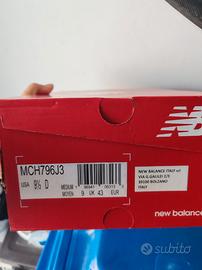 MCH796J3
USA
9½ D
MEDIUM
MOYEN
9 UK 43 EUR
NEW BALANCE ITALY srl
VIA G.GALILEI 2/E
39100 BOLZANO
ITALY
new balance
subito